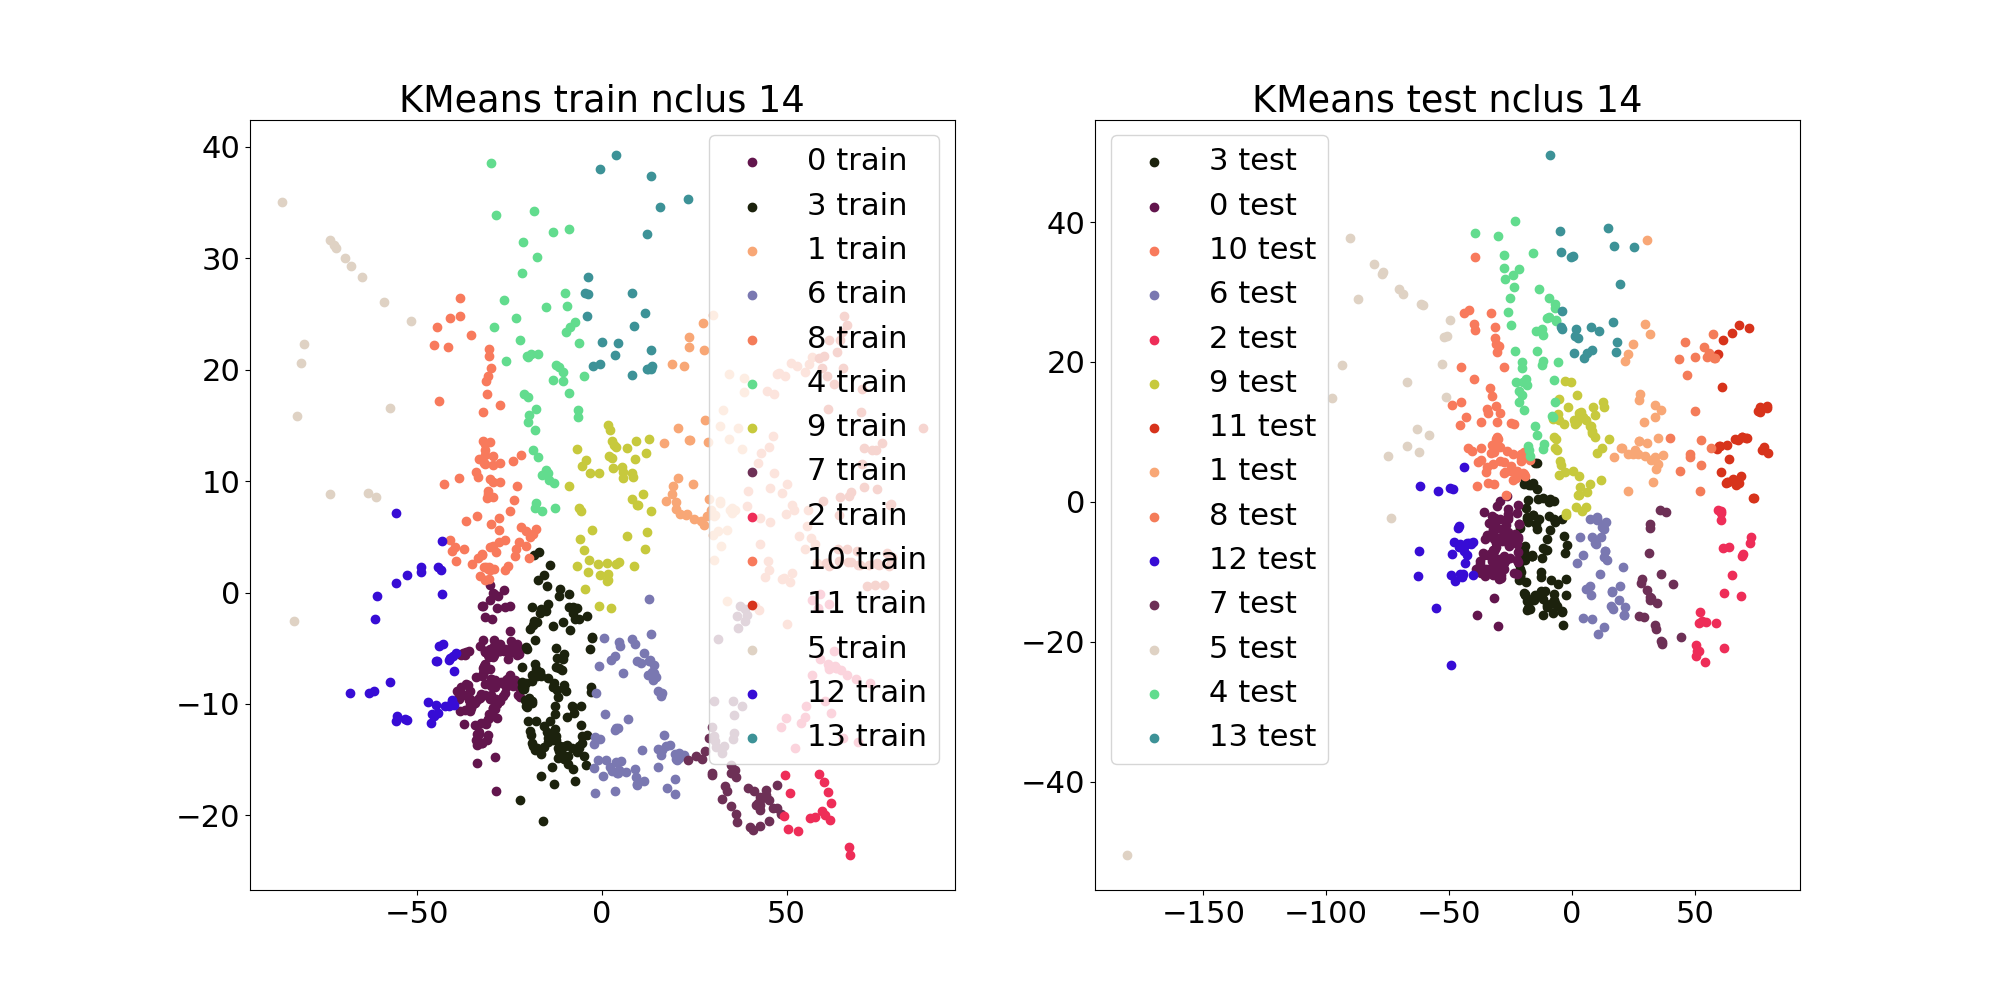 KMeans train nclus 14
40
30
20
10
0
−10
−20
−50
0
50
0 train
3 train
1 train
6 train
8 train
4 train
9 train
7 train
2 train
10 train
11 train
5 train
12 train
13 train
KMeans test nclus 14
40
20
0
−20
−40
−150
−100
−50
0
50
3 test
0 test
10 test
6 test
2 test
9 test
11 test
1 test
8 test
12 test
7 test
5 test
4 test
13 test